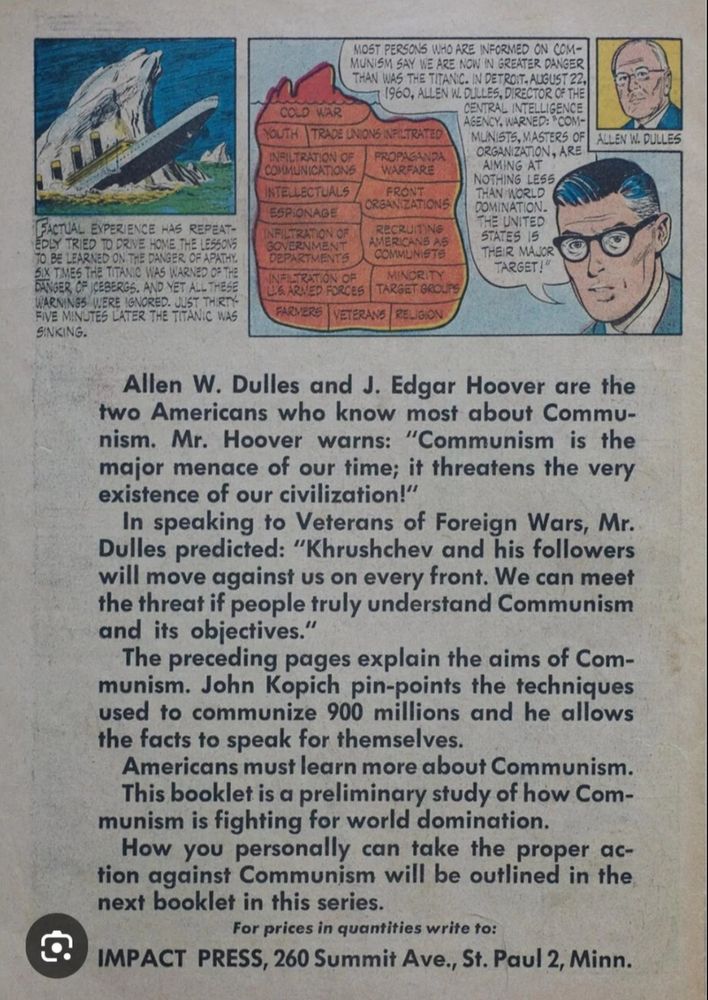 FACTUAL EXPERIENCE HAS REPEAT-
EDLY TRIED TO DRIVE HOME THE LESSONS
TO BE LEARNED ON THE DANGER OF APATHY.
SIX TIMES THE TITANIC WAS WARNED OF THE
DANGER OF ICEBERGS. AND YET ALL THESE
WARNINGS WERE IGNORED. JUST THIRTY-
FIVE MINUTES LATER THE TITANIC WAS
SINKING.
COLD WAR
YOUTH
TRADE UNIONS INFILTRATED
INFILTRATION OF
COMMUNICATIONS
PROPAGANDA
WARFARE
INTELLECTUALS
FRONT
ORGANIZATIONS
ESPIONAGE
INFILTRATION OF
GOVERNMENT
DEPARTMENTS
RECRUITING
AMERICANS AS
COMMUNISTS
INFILTRATION OF
U.S. ARMED FORCES
MINORITY
TARGET GROUPS
FARMERS
VETERANS
RELIGION
MOST PERSONS WHO ARE INFORMED ON COM-
MUNISM SAY WE ARE NOW IN GREATER DANGER
THAN WAS THE TITANIC. IN DETROIT, AUGUST 22,
1960, ALLEN W. DULLES, DIRECTOR OF THE
CENTRAL INTELLIGENCE
AGENCY, WARNED: "COM-
MUNISTS, MASTERS OF
ORGANIZATION, ARE
AIMING AT
NOTHING LESS
THAN WORLD
DOMINATION.
THE UNITED
STATES IS
THEIR MAJOR
TARGET!"
ALLEN W. DULLES
Allen W. Dulles and J. Edgar Hoover are the
two Americans who know most about Commu-
nism. Mr. Hoover warns: "Communism is the
major menace of our time; it threatens the very
existence of our civilization!"
In speaking to Veterans of Foreign Wars, Mr.
Dulles predicted: "Khrushchev and his followers
will move against us on every front. We can meet
the threat if people truly understand Communism
and its objectives."
The preceding pages explain the aims of Com-
munism. John Kopich pin-points the techniques
used to communize 900 millions and he allows
the facts to speak for themselves.
Americans must learn more about Communism.
This booklet is a preliminary study of how Com-
munism is fighting for world domination.
How you personally can take the proper ac-
tion against Communism will be outlined in the
next booklet in this series.
For prices in quantities write to:
IMPACT PRESS, 260 Summit Ave., St. Paul 2, Minn.